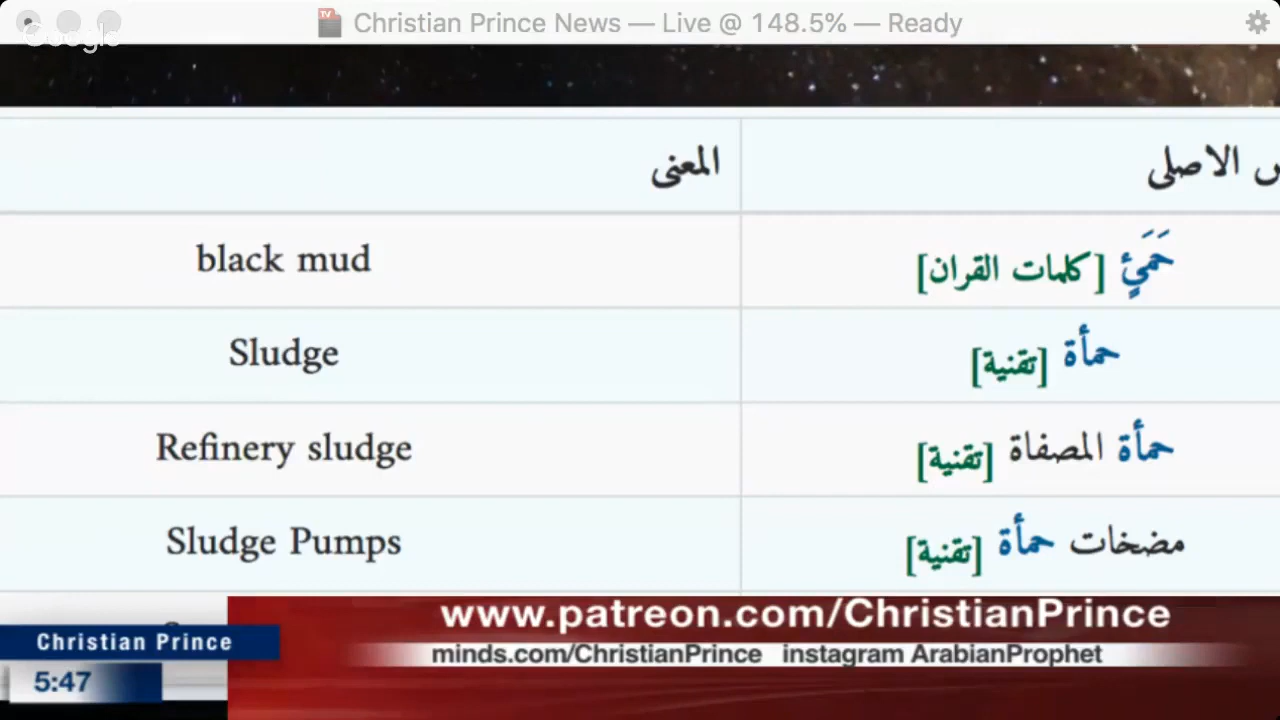 TV
Christian Prince News — Live @ 148.5% — Ready
Google
الاصلى
المعنى
حَمَئٍ [كلمات القران]
black mud
حمأة [تقنية]
Sludge
حمأة المصفاة [تقنية]
Refinery sludge
مضخات حمأة [تقنية]
Sludge Pumps
www.patreon.com/ChristianPrince
Christian Prince
minds.com/ChristianPrince instagram ArabianProphet
5:47